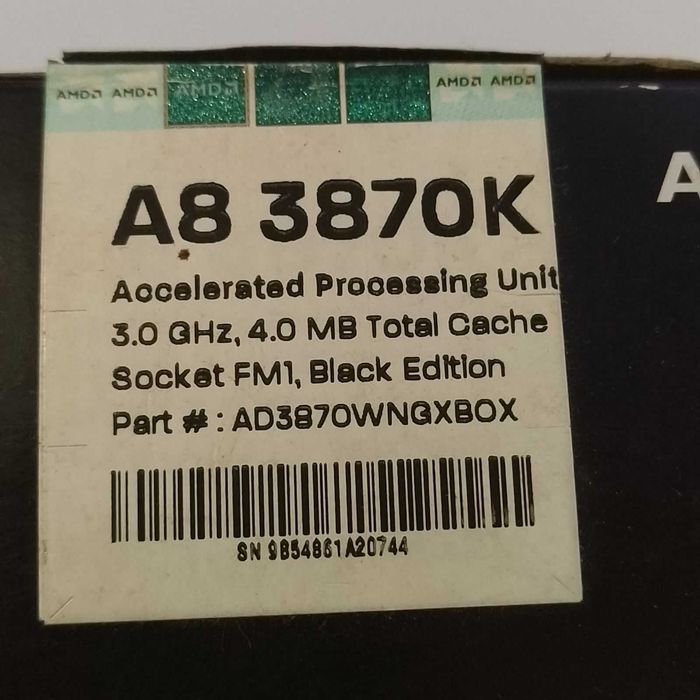 AMD AMD AMD AMD AMD
A8 3870K
Accelerated Processing Unit
3.0 GHz, 4.0 MB Total Cache
Socket FM1, Black Edition
Part # : AD3870WNGXBOX
SN 9B54861A20744
A